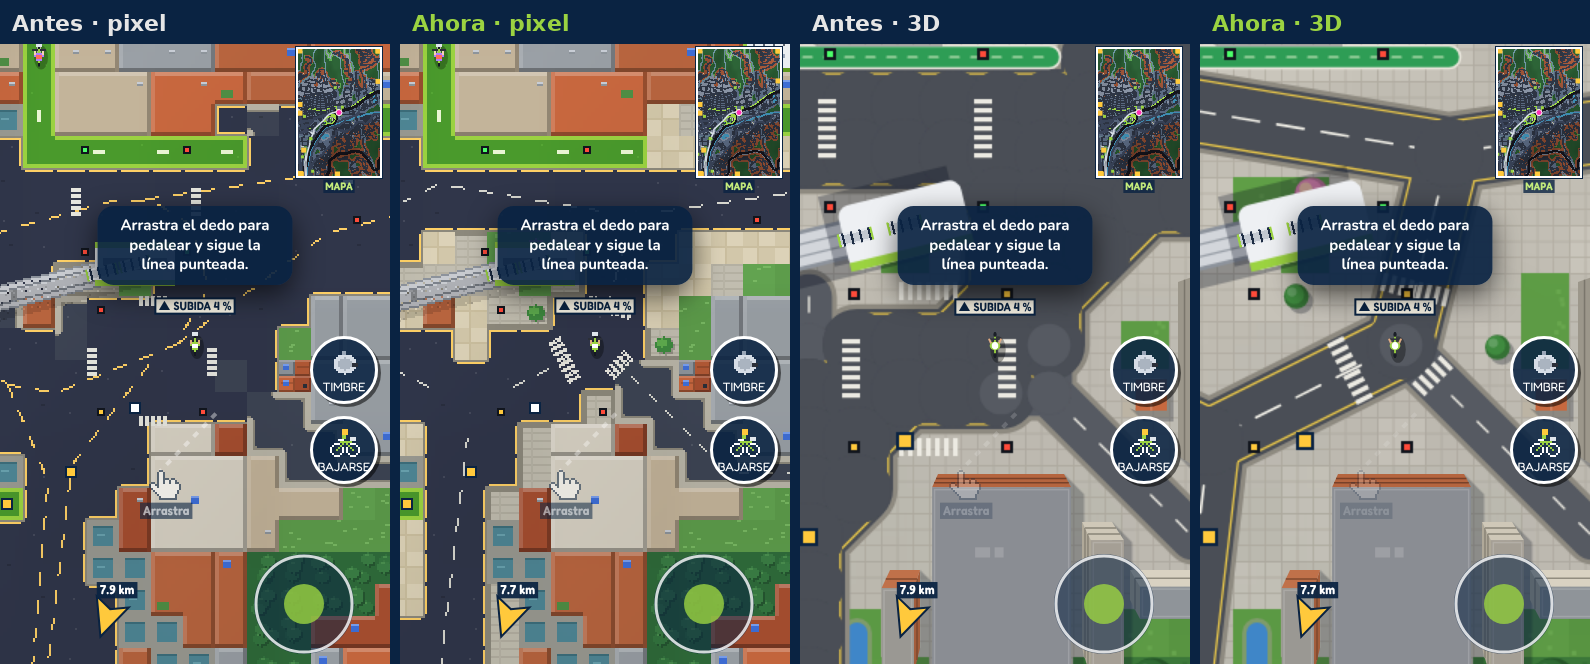 Antes · pixel
MAPA
Arrastra el dedo para
pedalear y sigue la
línea punteada.
SUBIDA 4 %
TIMBRE
BAJARSE
Arrastra
7.9 km
Ahora · pixel
MAPA
Arrastra el dedo para
pedalear y sigue la
línea punteada.
SUBIDA 4 %
TIMBRE
BAJARSE
Arrastra
7.7 km
Antes · 3D
MAPA
Arrastra el dedo para
pedalear y sigue la
línea punteada.
SUBIDA 4 %
TIMBRE
BAJARSE
Arrastra
7.9 km
Ahora · 3D
MAPA
Arrastra el dedo para
pedalear y sigue la
línea punteada.
SUBIDA 4 %
TIMBRE
BAJARSE
Arrastra
7.7 km